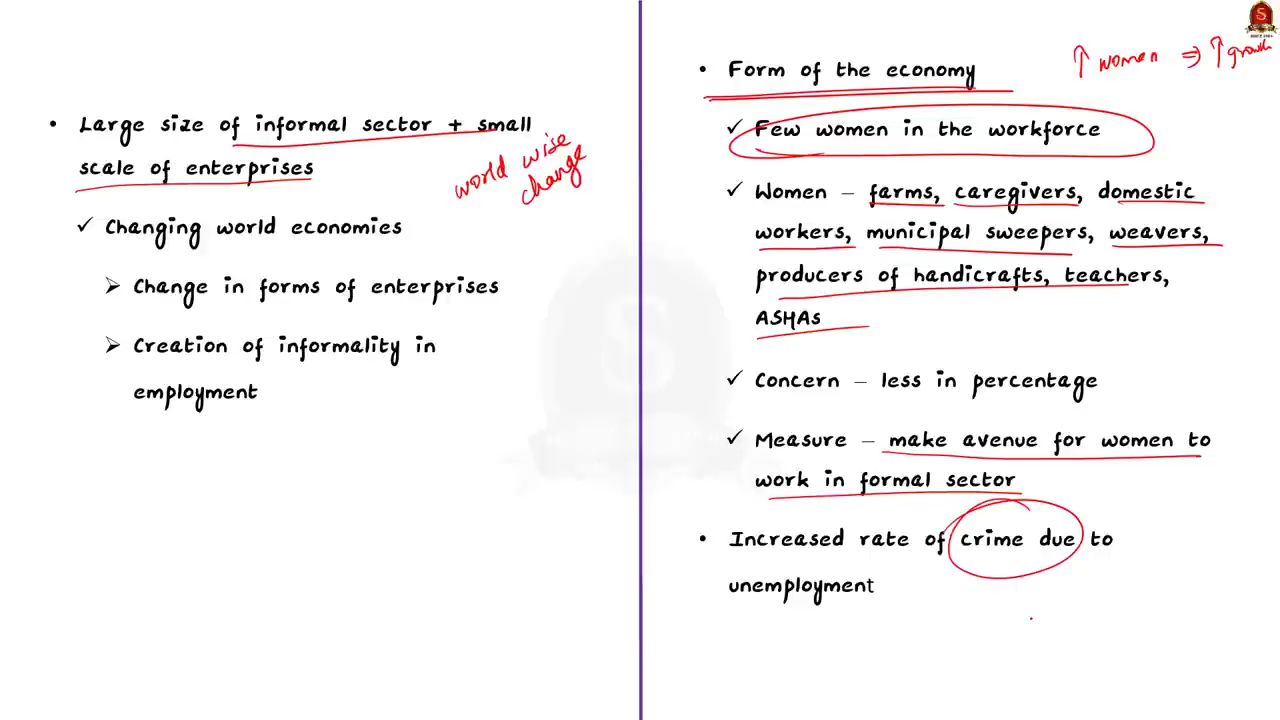 • Large size of informal sector + small
scale of enterprises
world wise
change
✓ Changing world economies
➢ Change in forms of enterprises
➢ Creation of informality in
employment
↑ women ⇒ ↑ growth
• Form of the economy
✓ Few women in the workforce
✓ Women – farms, caregivers, domestic
workers, municipal sweepers, weavers,
producers of handicrafts, teachers,
ASHAs
✓ Concern – less in percentage
✓ Measure – make avenue for women to
work in formal sector
• Increased rate of crime due to
unemployment